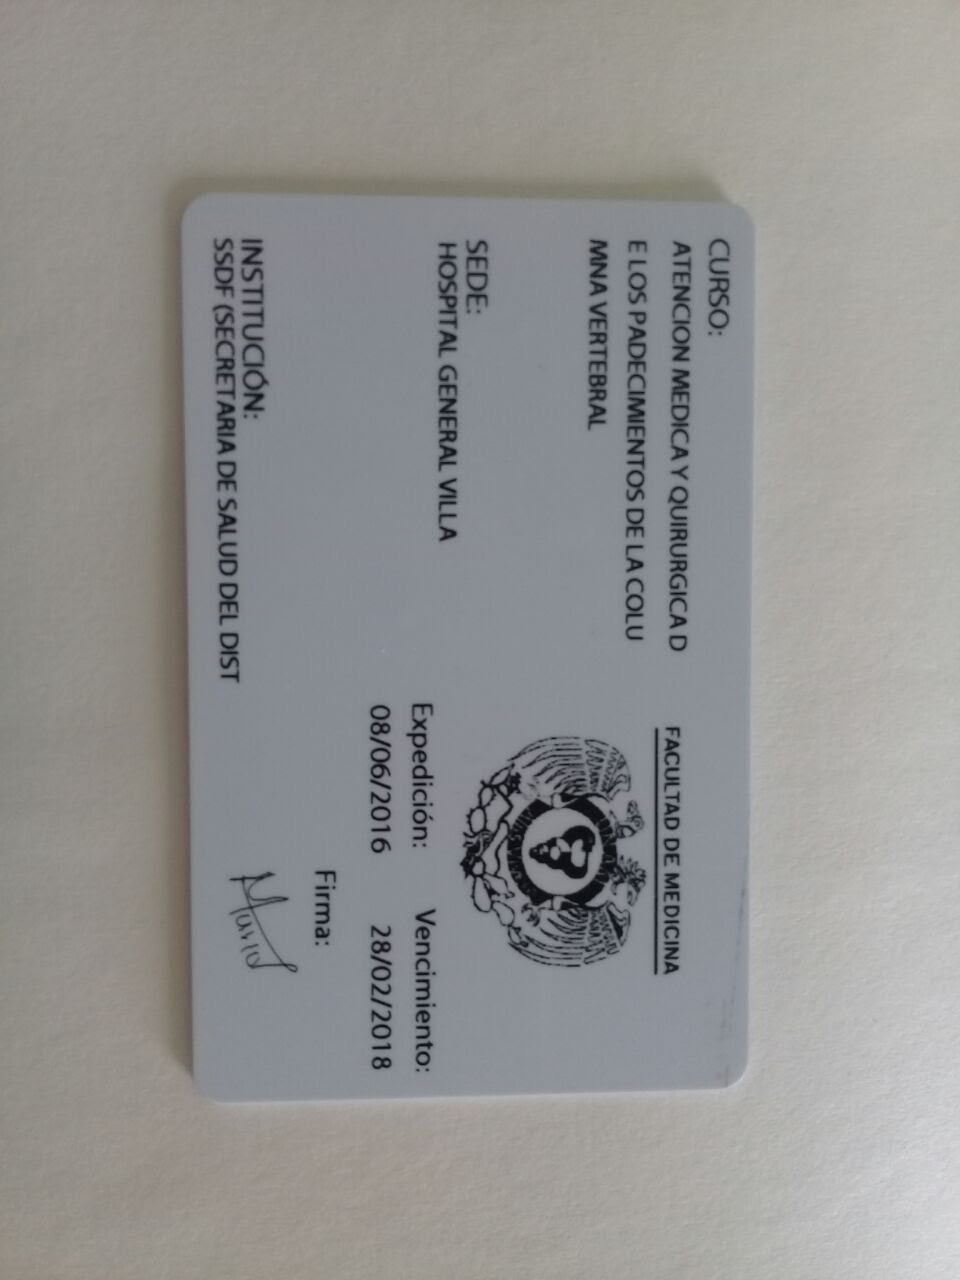 CURSO:
ATENCION MEDICA Y QUIRURGICA D
E LOS PADECIMIENTOS DE LA COLU
MNA VERTEBRAL
SEDE:
HOSPITAL GENERAL VILLA
INSTITUCIÓN:
SSDF (SECRETARIA DE SALUD DEL DIST
FACULTAD DE MEDICINA
Expedición: Vencimiento:
08/06/2016 28/02/2018
Firma: